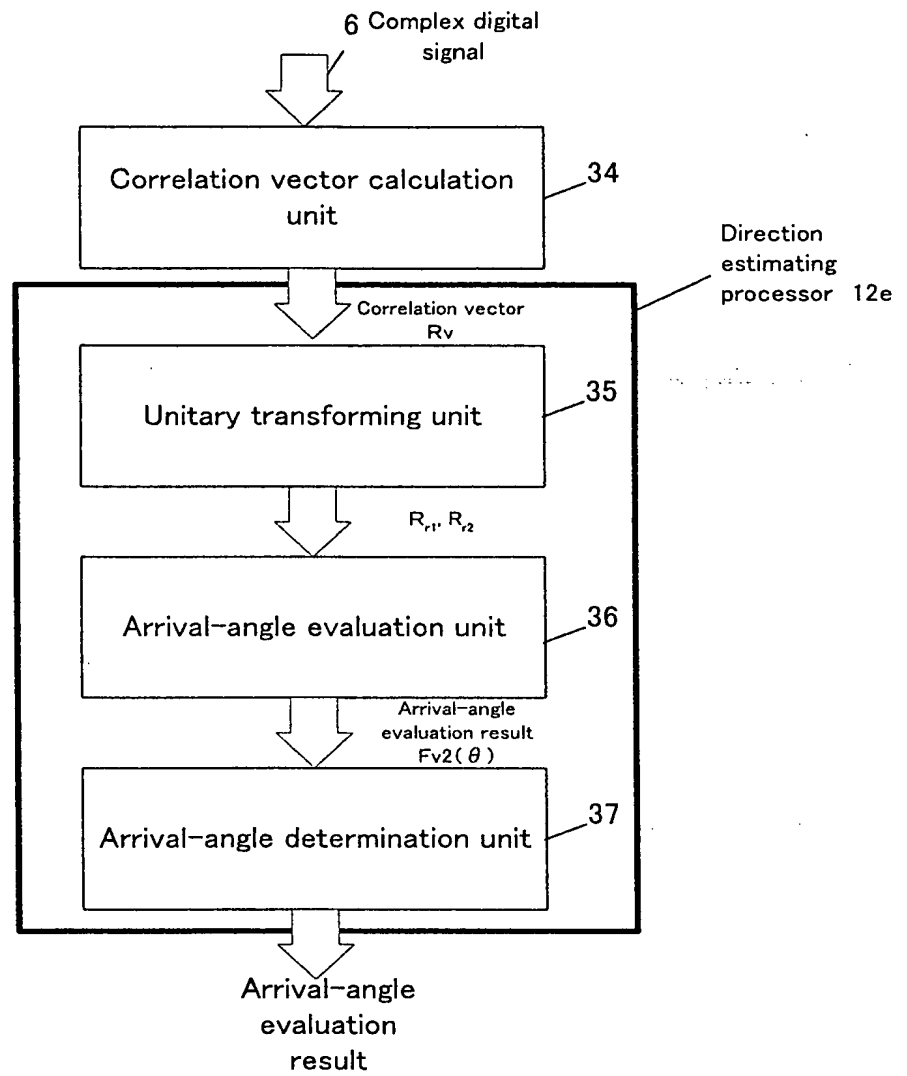 6 Complex digital
signal
Correlation vector calculation
unit
34
Direction
estimating
processor 12e
Correlation vector
Rv
Unitary transforming unit
35
Rr1, Rr2
Arrival-angle evaluation unit
36
Arrival-angle
evaluation result
Fv2(θ)
Arrival-angle determination unit
37
Arrival-angle
evaluation
result